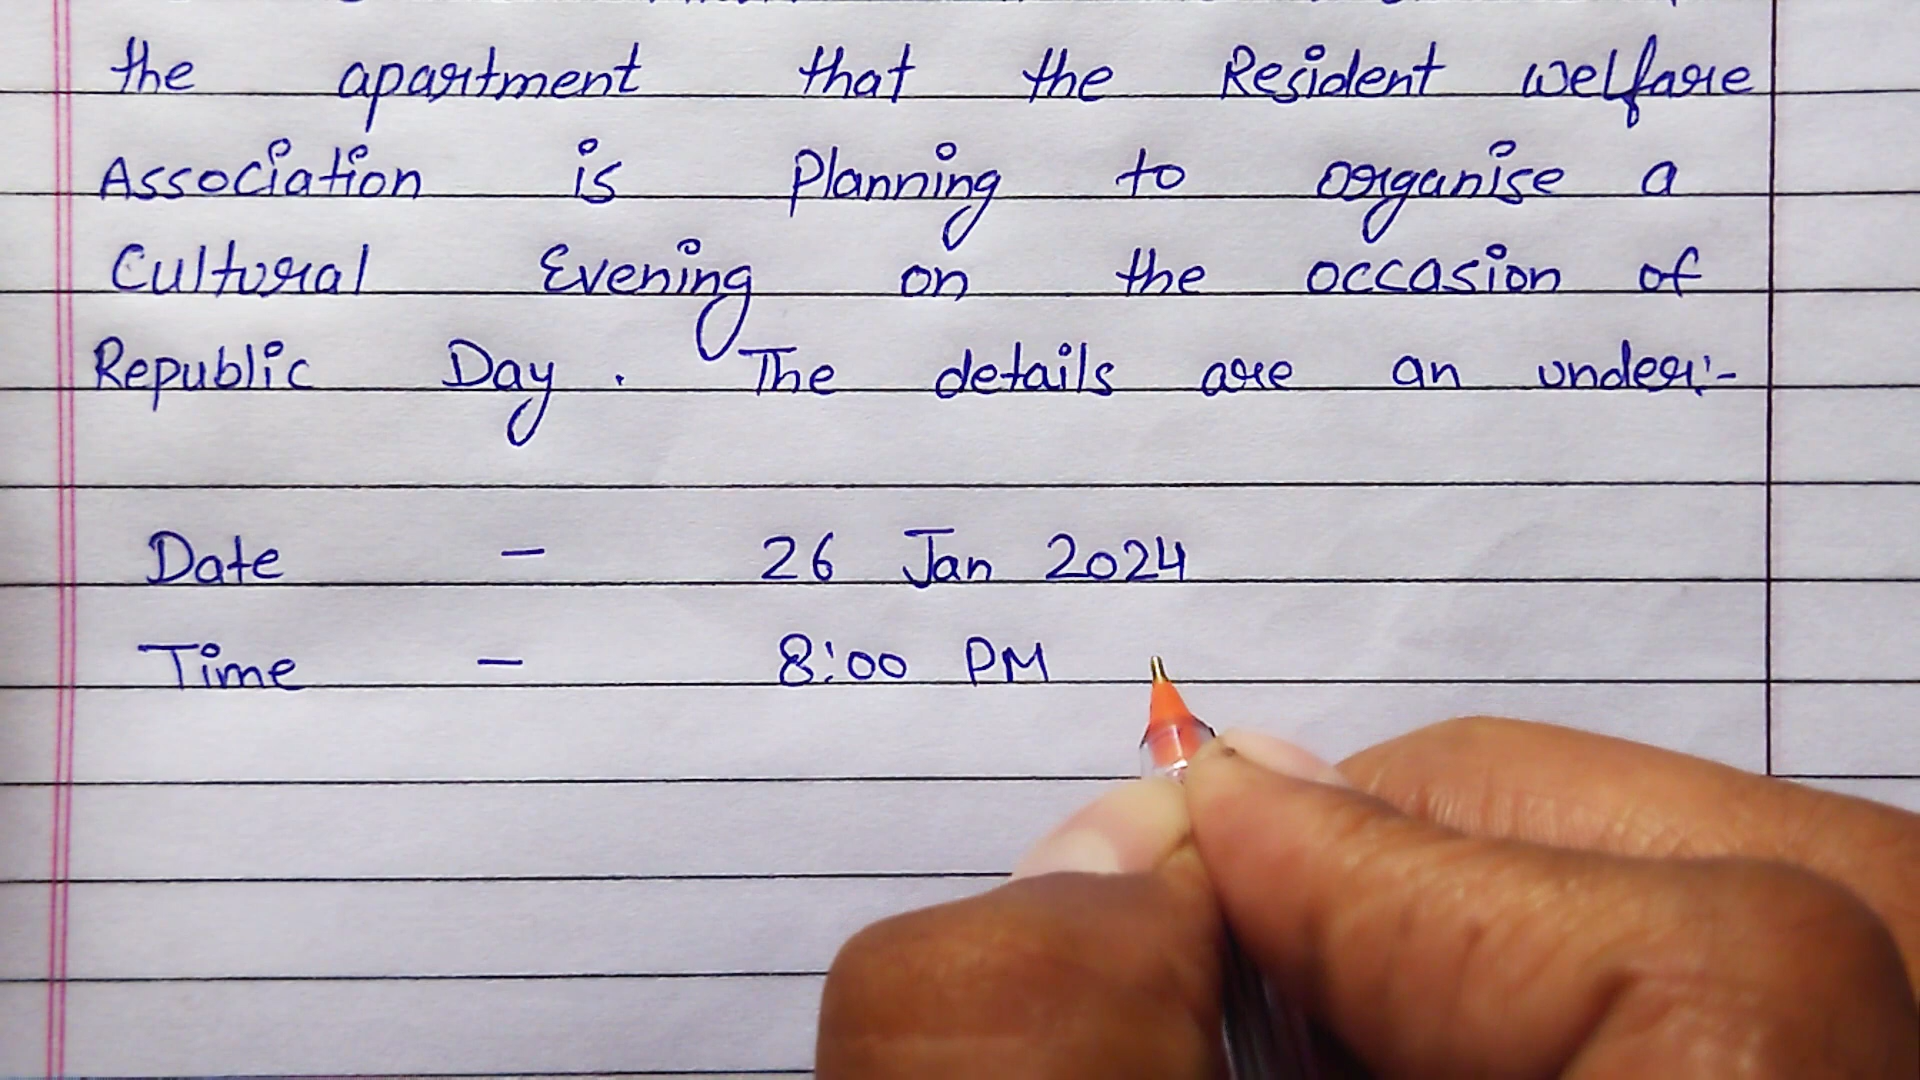 the apartment that the Resident welfare
Association is Planning to organise a
Cultural Evening on the occasion of
Republic Day . The details are an under:-
Date - 26 Jan 2024
Time - 8:00 PM